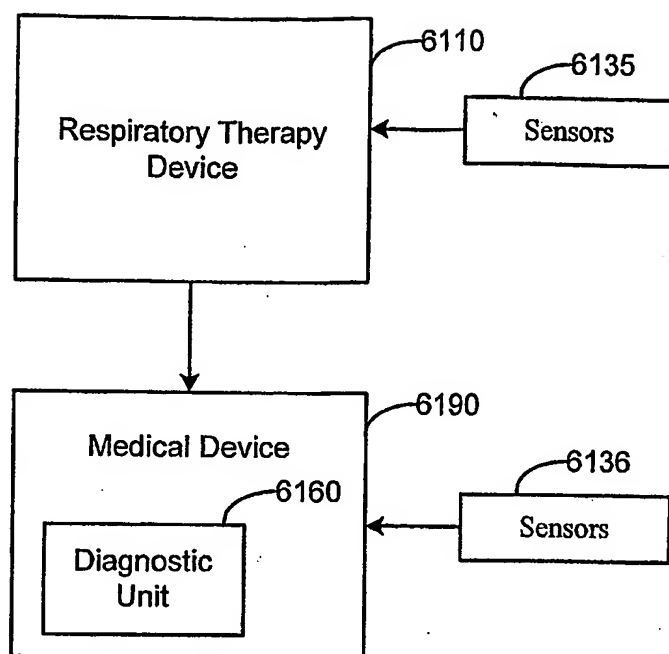 6110
6135
Respiratory Therapy
Device
Sensors
6190
Medical Device
6136
6160
Sensors
Diagnostic
Unit